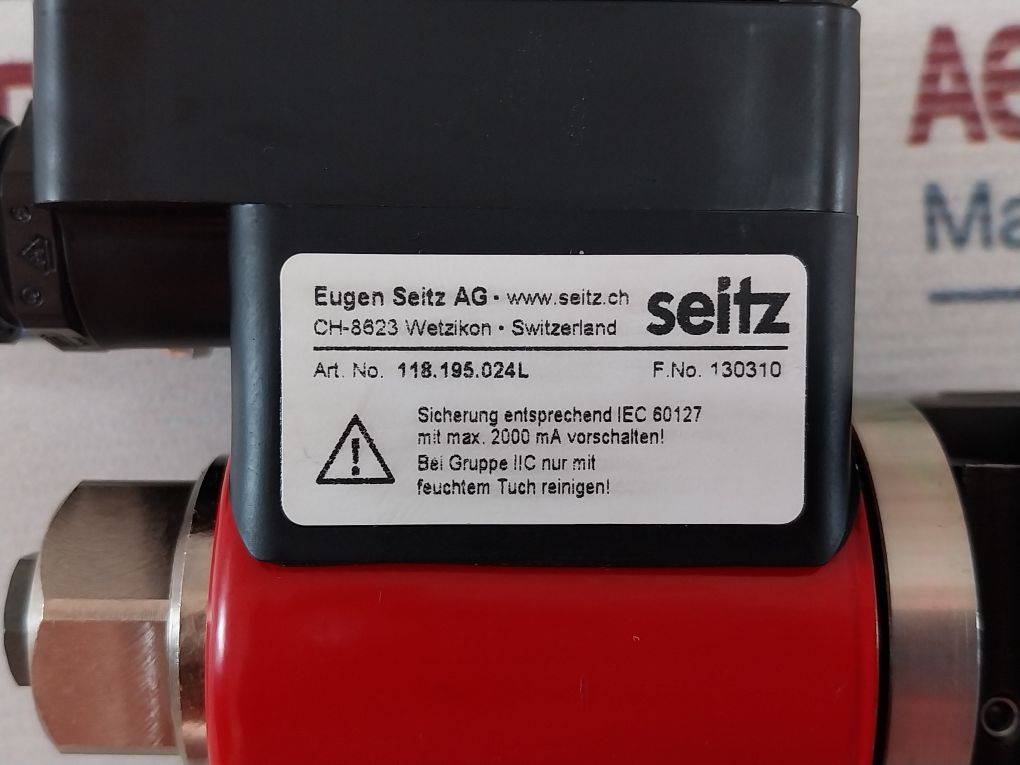 Eugen Seitz AG • www.seitz.ch
seitz
CH-8623 Wetzikon • Switzerland
Art. No. 118.195.024L
F.No. 130310
Sicherung entsprechend IEC 60127
mit max. 2000 mA vorschalten!
Bei Gruppe IIC nur mit
feuchtem Tuch reinigen!